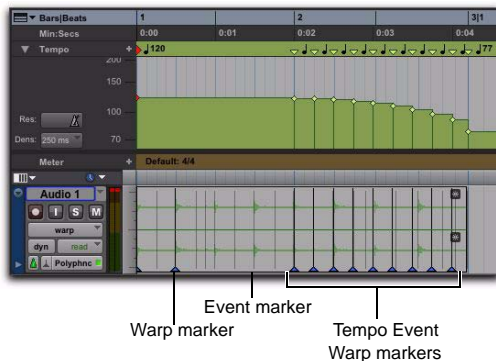 Bars|Beats 1 2 3|1
Min:Secs 0:00 0:01 0:02 0:03 0:04
Tempo + 120 77
200
150
Res: 100
Dens: 250 ms 70
Meter + Default: 4/4
Audio 1
I S M
warp
dyn read
Polyphnc
Event marker
Warp marker
Tempo Event
Warp markers